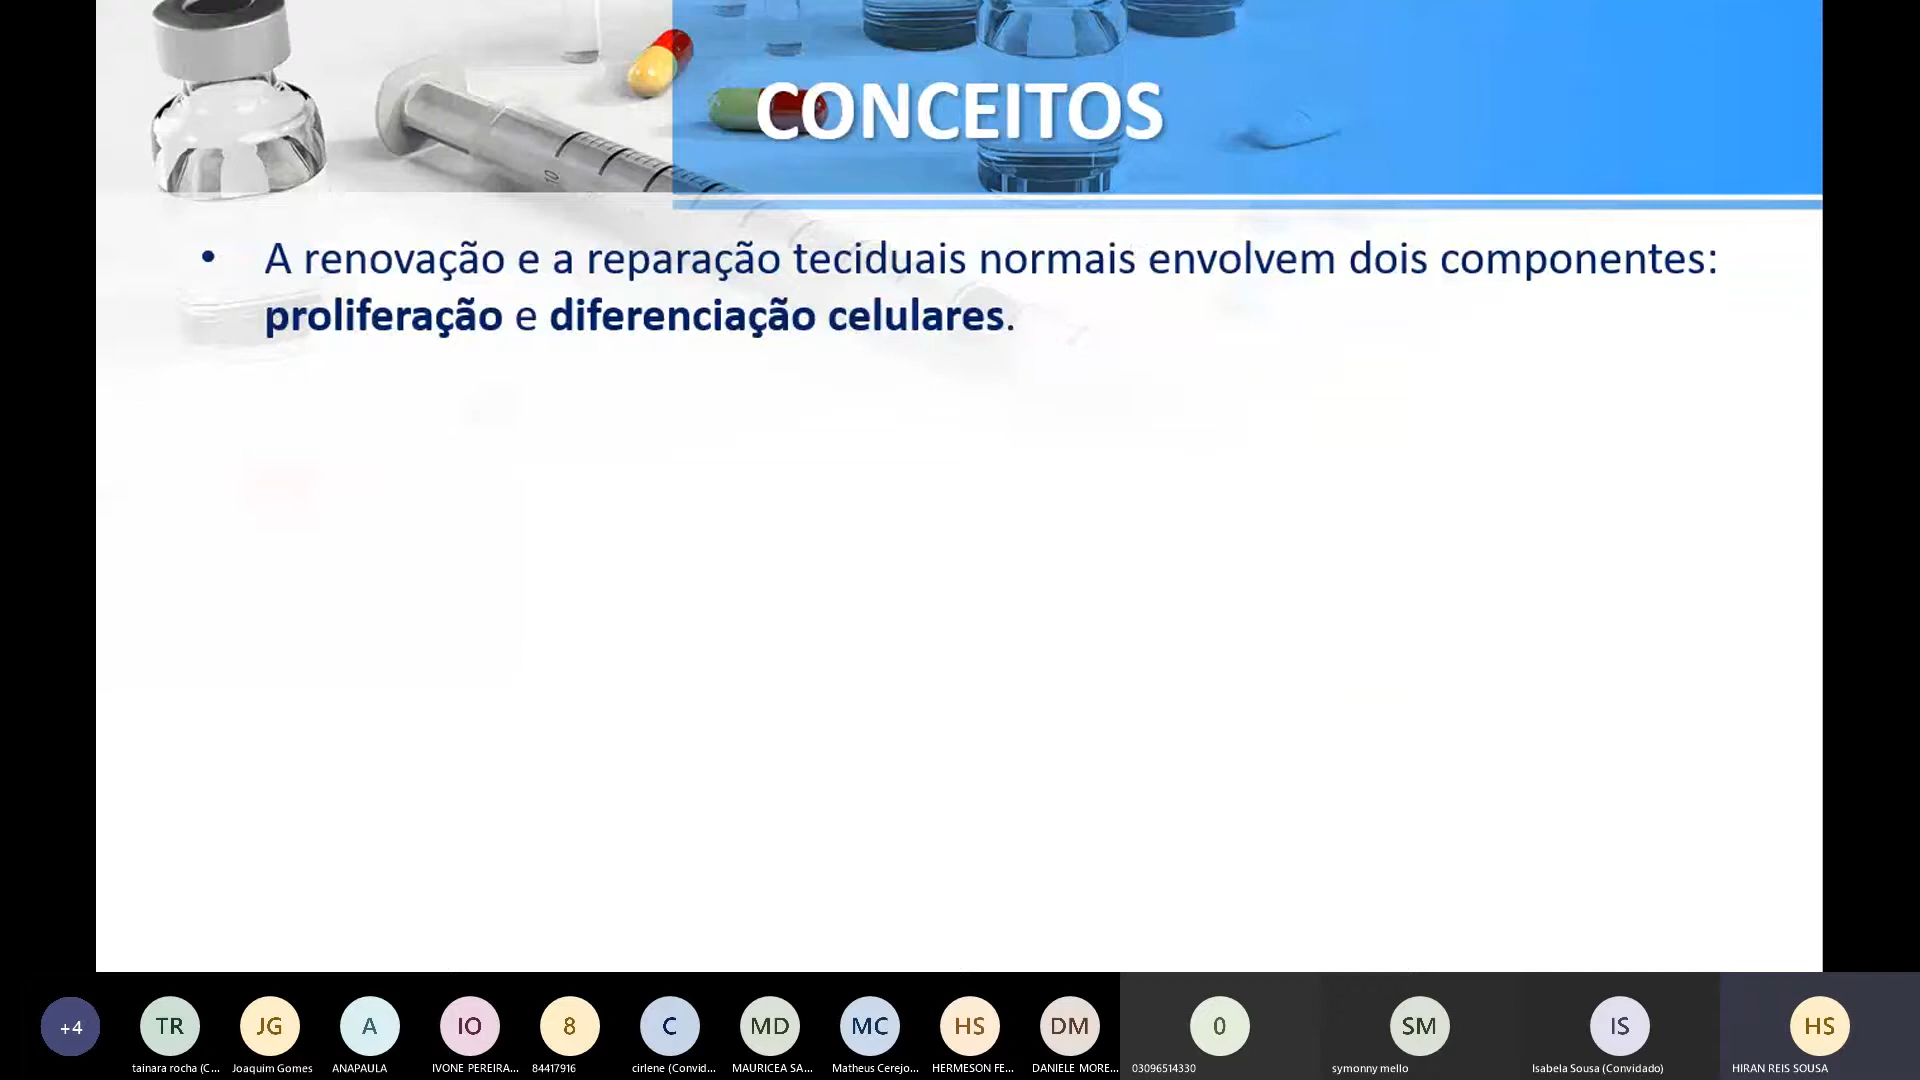 CONCEITOS
• A renovação e a reparação teciduais normais envolvem dois componentes:
proliferação e diferenciação celulares.
10
+4
TR
JG
A
IO
8
C
MD
MC
HS
DM
0
SM
IS
HS
tainara rocha (C...
Joaquim Gomes
ANAPAULA
IVONE PEREIRA...
84417916
cirlene (Convid...
MAURICEA SA...
Matheus Cerejo...
HERMESON FE...
DANIELE MORE...
03096514330
symonny mello
Isabela Sousa (Convidado)
HIRAN REIS SOUSA